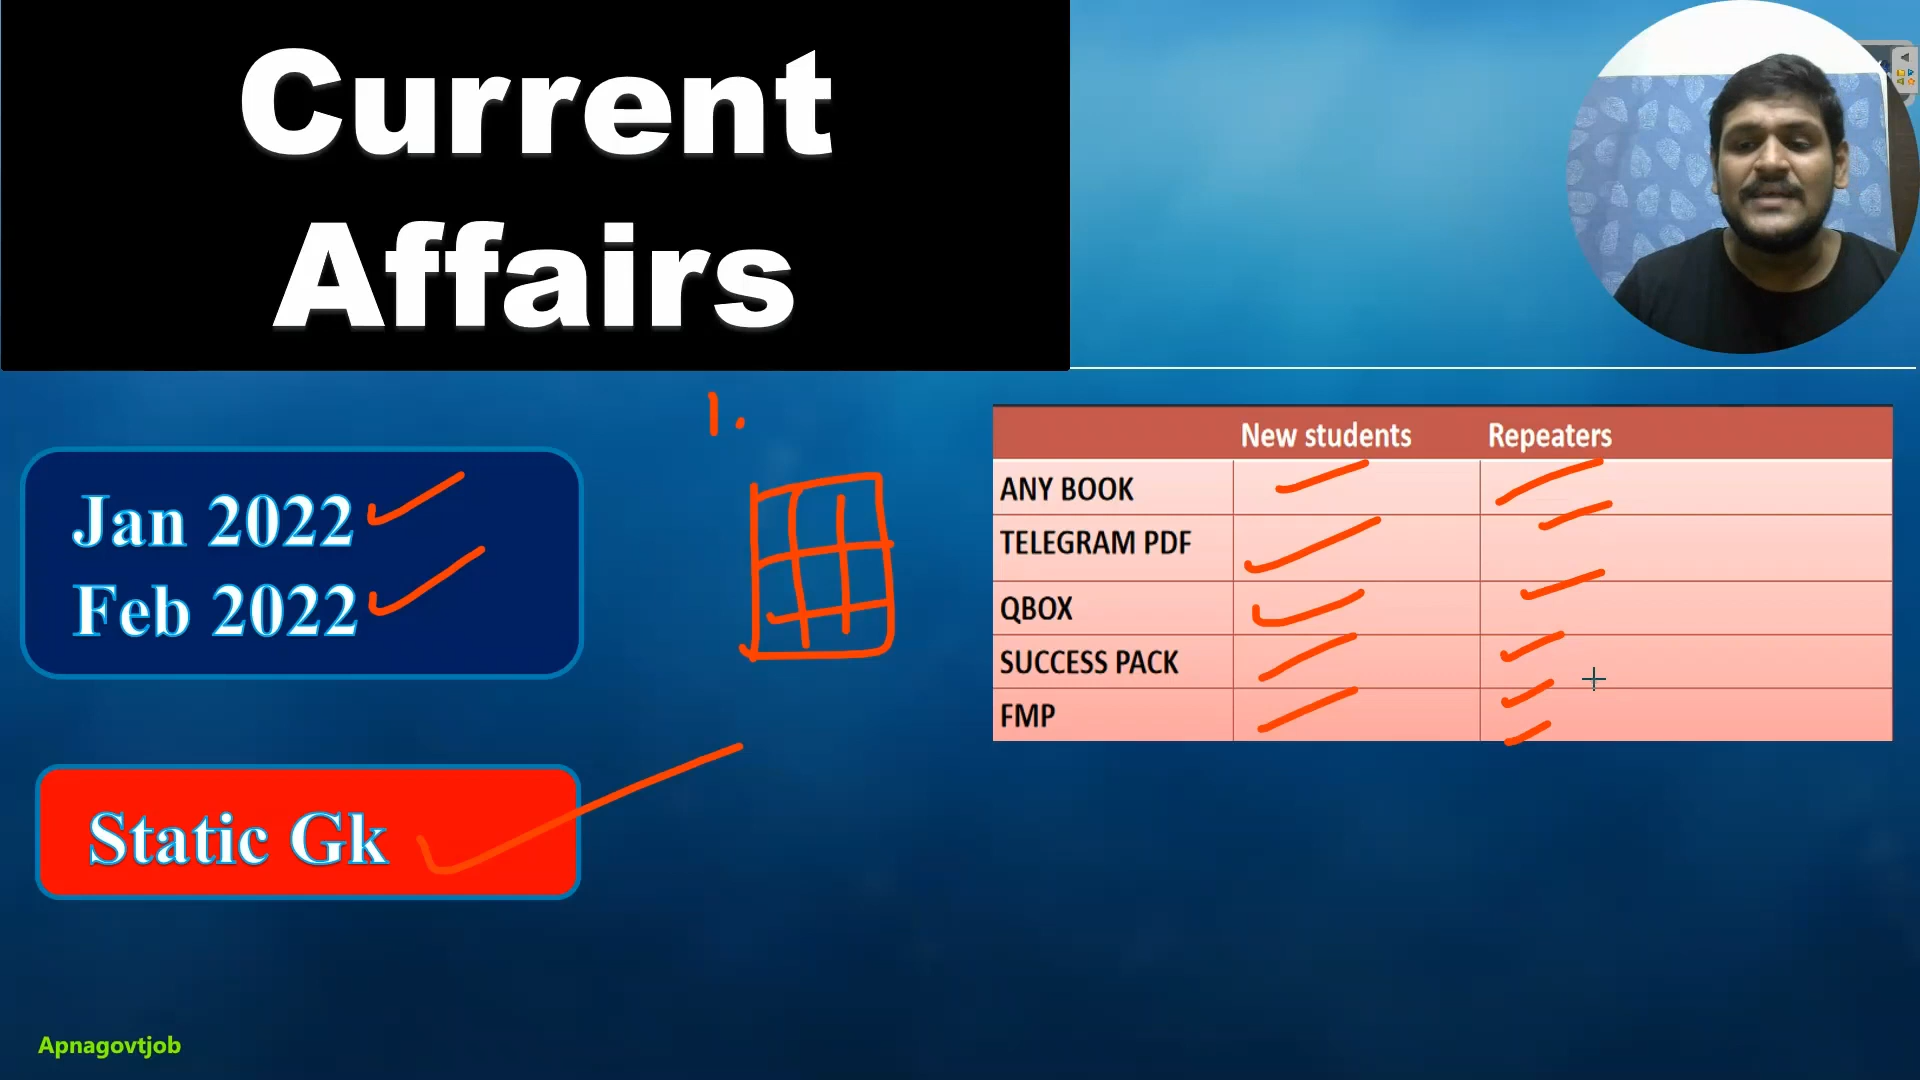 Current
Affairs
1.
Jan 2022
Feb 2022
Static Gk
New students Repeaters
ANY BOOK
TELEGRAM PDF
QBOX
SUCCESS PACK
FMP
Apnagovtjob